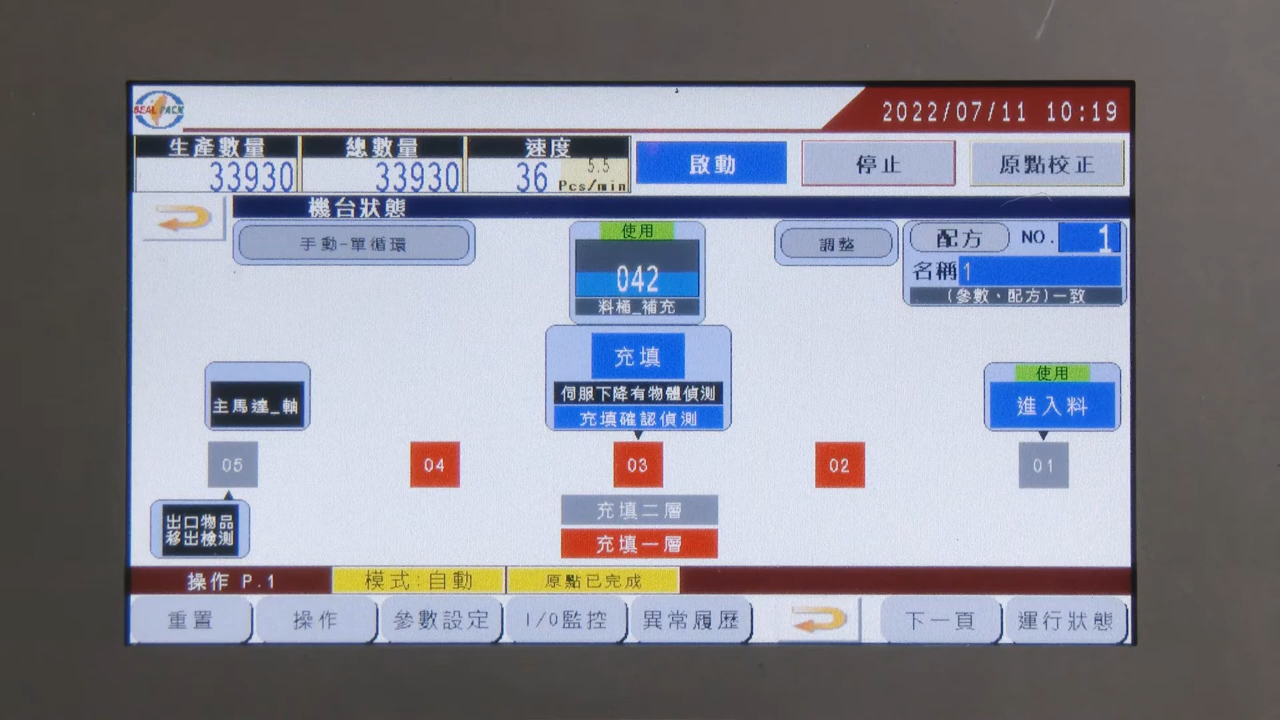 SEAL PACK
2022/07/11 10:19
生產數量 總數量 速度
33930 33930 36 5.5 Pcs/min
啟動 停止 原點校正
機台狀態
手動-單循環
使用
042
料桶_補充
調整
配方 NO. 1
名稱 1
(參數、配方)一致
充填
伺服下降有物體偵測
充填確認偵測
主馬達_軸
使用
進入料
05 04 03 02 01
出口物品
移出檢測
充填二層
充填一層
操作 P.1 模式:自動 原點已完成
重置 操作 參數設定 I/O監控 異常履歷 下一頁 運行狀態